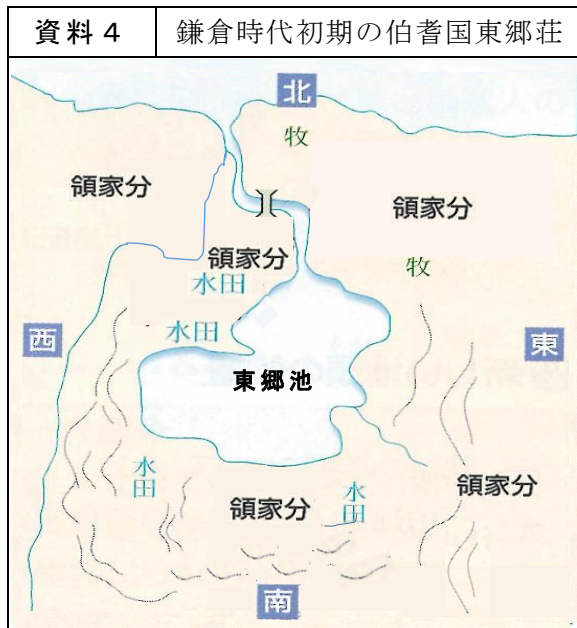 資料４
鎌倉時代初期の伯耆国東郷荘
北
牧
領家分
領家分
領家分
水田
牧
水田
西
東
東郷池
水田
領家分
水田
領家分
南